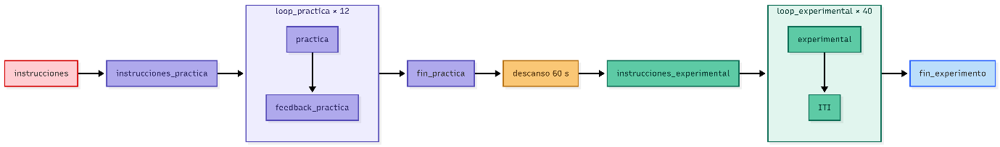 instrucciones
instrucciones_practica
loop_practica × 12
practica
feedback_practica
fin_practica
descanso 60 s
instrucciones_experimental
loop_experimental × 40
experimental
ITI
fin_experimento